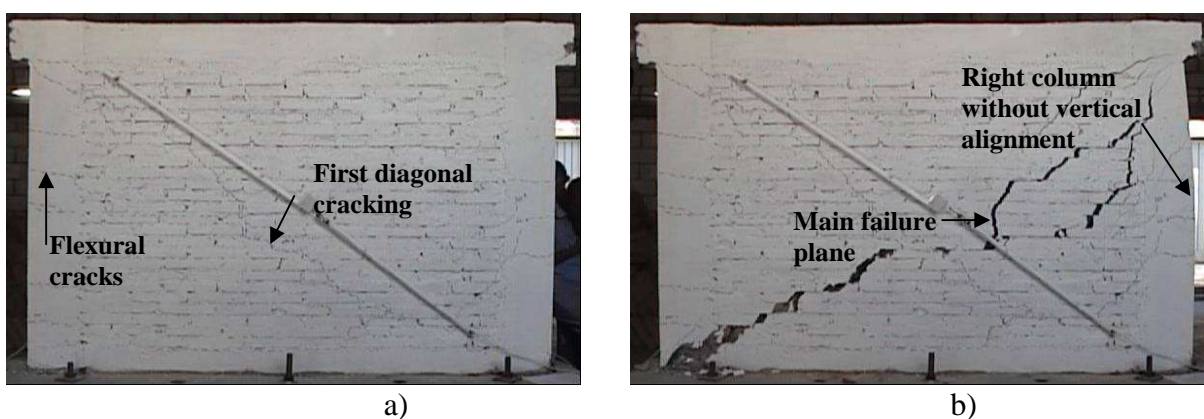 First diagonal
cracking
Flexural
cracks
a)
Right column
without vertical
alignment
Main failure
plane
b)